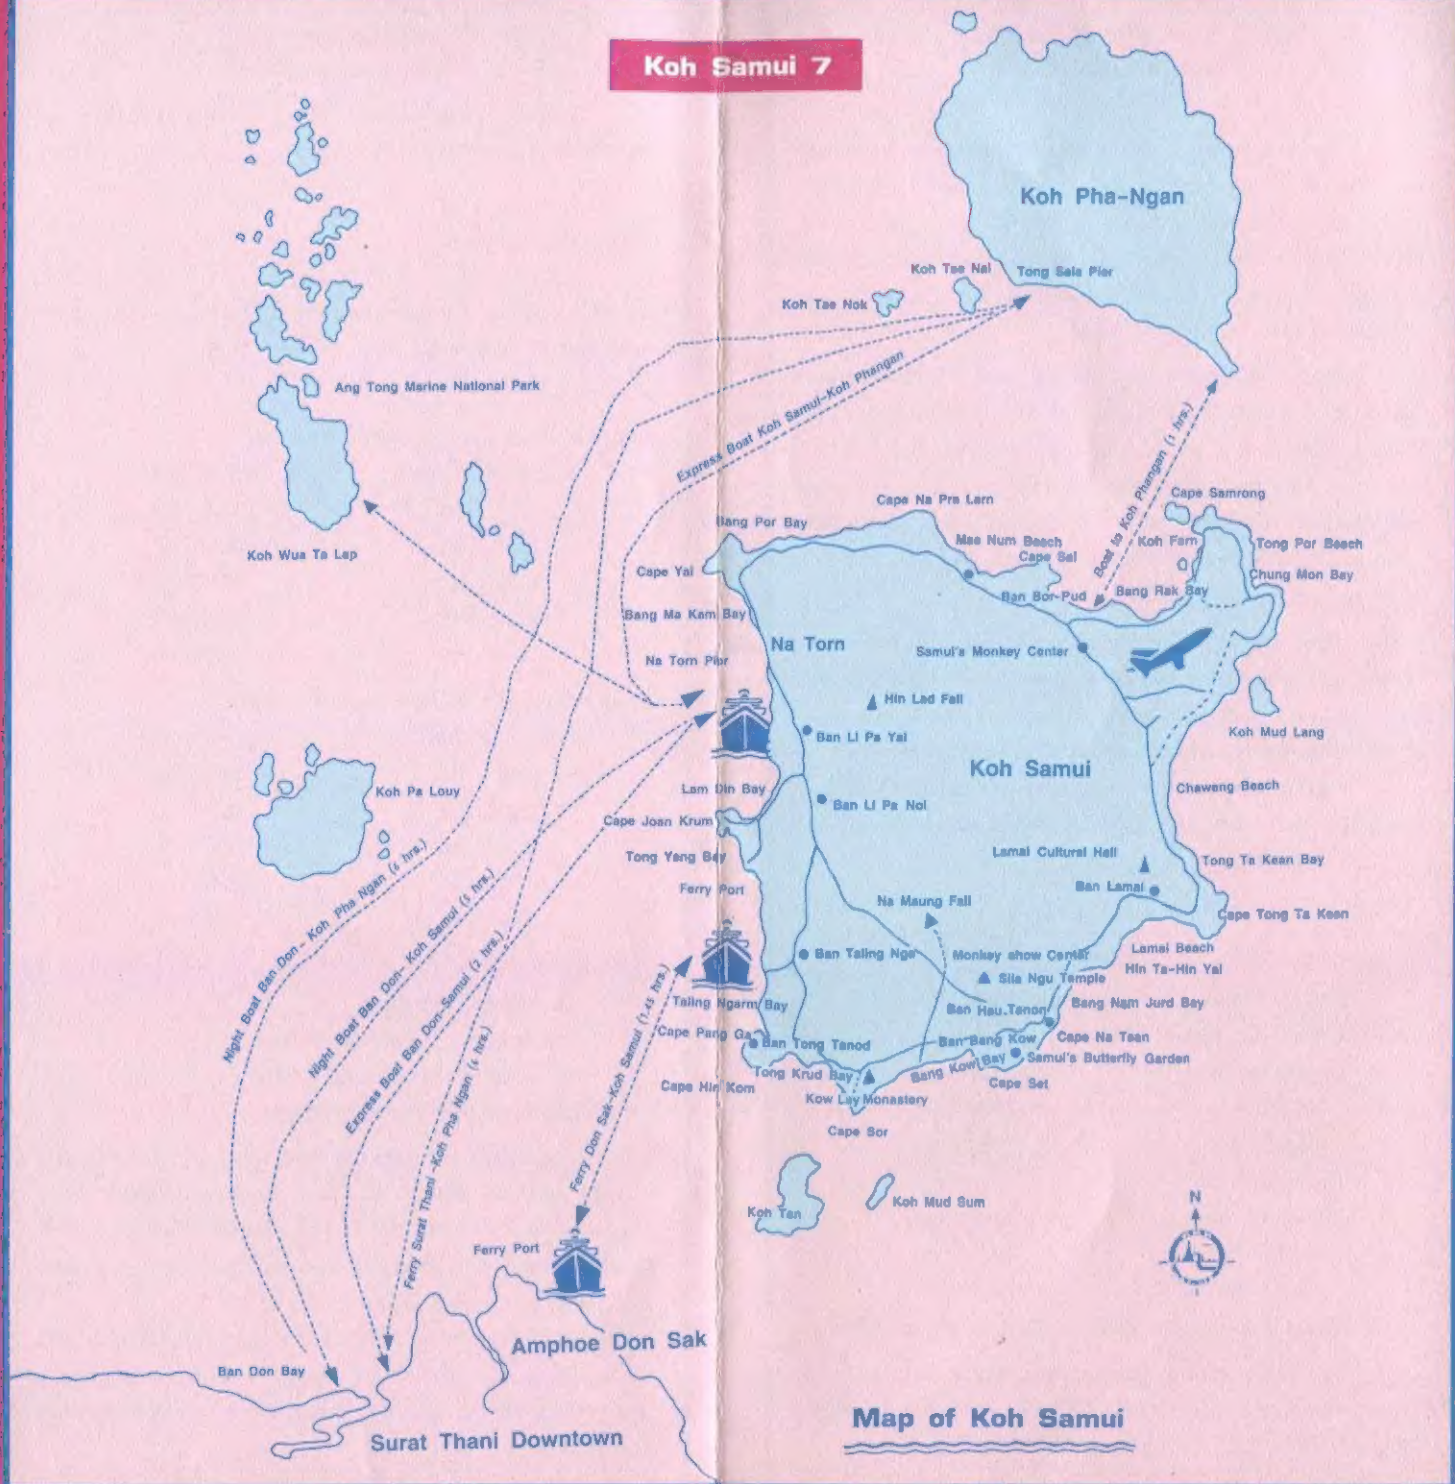 Koh Samui 7
Koh Pha-Ngan
Koh Tae Nai
Tong Sala Pier
Koh Tae Nok
Ang Tong Marine National Park
Express Boat Koh Samui-Koh Phangan
Boat to Koh Phangan (1 hrs.)
Koh Wua Ta Lap
Cape Na Pra Larn
Cape Samrong
Bang Por Bay
Mae Num Beach
Koh Farn
Tong Por Beach
Cape Sai
Cape Yai
Chung Mon Bay
Ban Bor-Pud
Bang Rak Bay
Bang Ma Kam Bay
Na Torn
Samui's Monkey Center
Na Torn Pier
Hin Lad Fall
Ban Li Pa Yai
Koh Mud Lang
Koh Samui
Koh Pa Louy
Lam Din Bay
Chaweng Beach
Ban Li Pa Noi
Cape Joan Krum
Lamai Cultural Hall
Tong Yang Bay
Tong Ta Kean Bay
Ferry Port
Ban Lamai
Na Maung Fall
Cape Tong Ta Kean
Night Boat Ban Don- Koh Pha Ngan (6 hrs.)
Night Boat Ban Don- Koh Samui (5 hrs.)
Express Boat Ban Don-Samui (2 hrs.)
Ferry Surat Thani -Koh Pha Ngan (4 hrs.)
Ferry Don Sak-Koh Samui (1.45 hrs.)
Ban Taling Nga
Monkey show Center
Lamai Beach
Hin Ta-Hin Yai
Sila Ngu Temple
Taling Ngarm Bay
Ban Hau Tanon
Bang Nam Jurd Bay
Cape Pang Ga
Ban Tong Tanod
Ban Bang Kow
Cape Na Tean
Bang Kow Bay
Samui's Butterfly Garden
Tong Krud Bay
Cape Set
Cape Hin Kom
Kow Lay Monastery
Cape Sor
Koh Tan
Koh Mud Sum
N
Ferry Port
Amphoe Don Sak
Ban Don Bay
Surat Thani Downtown
Map of Koh Samui